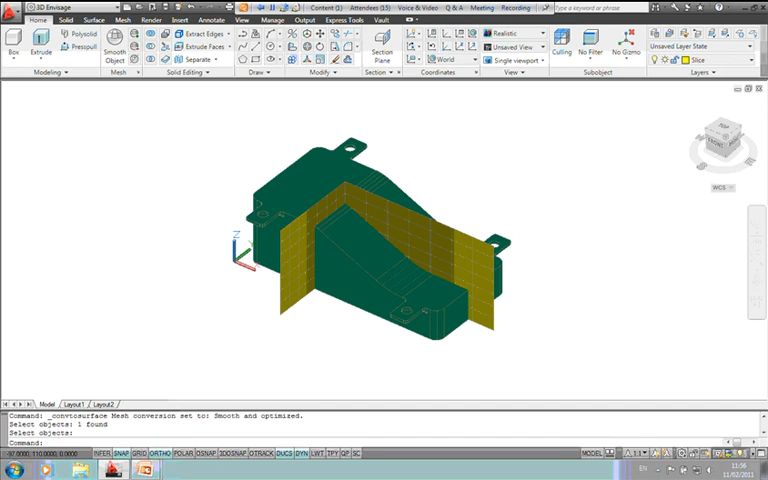 3D Envisage
Content (1) Attendees (15) Voice & Video Q & A Meeting Recording
Home Solid Surface Mesh Render Insert Annotate View Manage Output Express Tools Vault
Box Extrude Polysolid Presspull Smooth Object Extract Edges Extrude Faces Separate Section Plane World Realistic Unsaved View Single viewport Culling No Filter No Gizmo Unsaved Layer State Slice
Modeling Mesh Solid Editing Draw Modify Section Coordinates View Subobject Layers
TOP
FRONT
WCS
Z
Model Layout1 Layout2
Command: _convtosurface Mesh conversion set to: Smooth and optimized.
Select objects: 1 found
Select objects:
Command:
-97.0000, 110.0000, 0.0000 INFER SNAP GRID ORTHO POLAR OSNAP 3DOSNAP OTRACK DUCS DYN LWT TPY QP SC MODEL 1:1
EN 11:56
11/02/2011